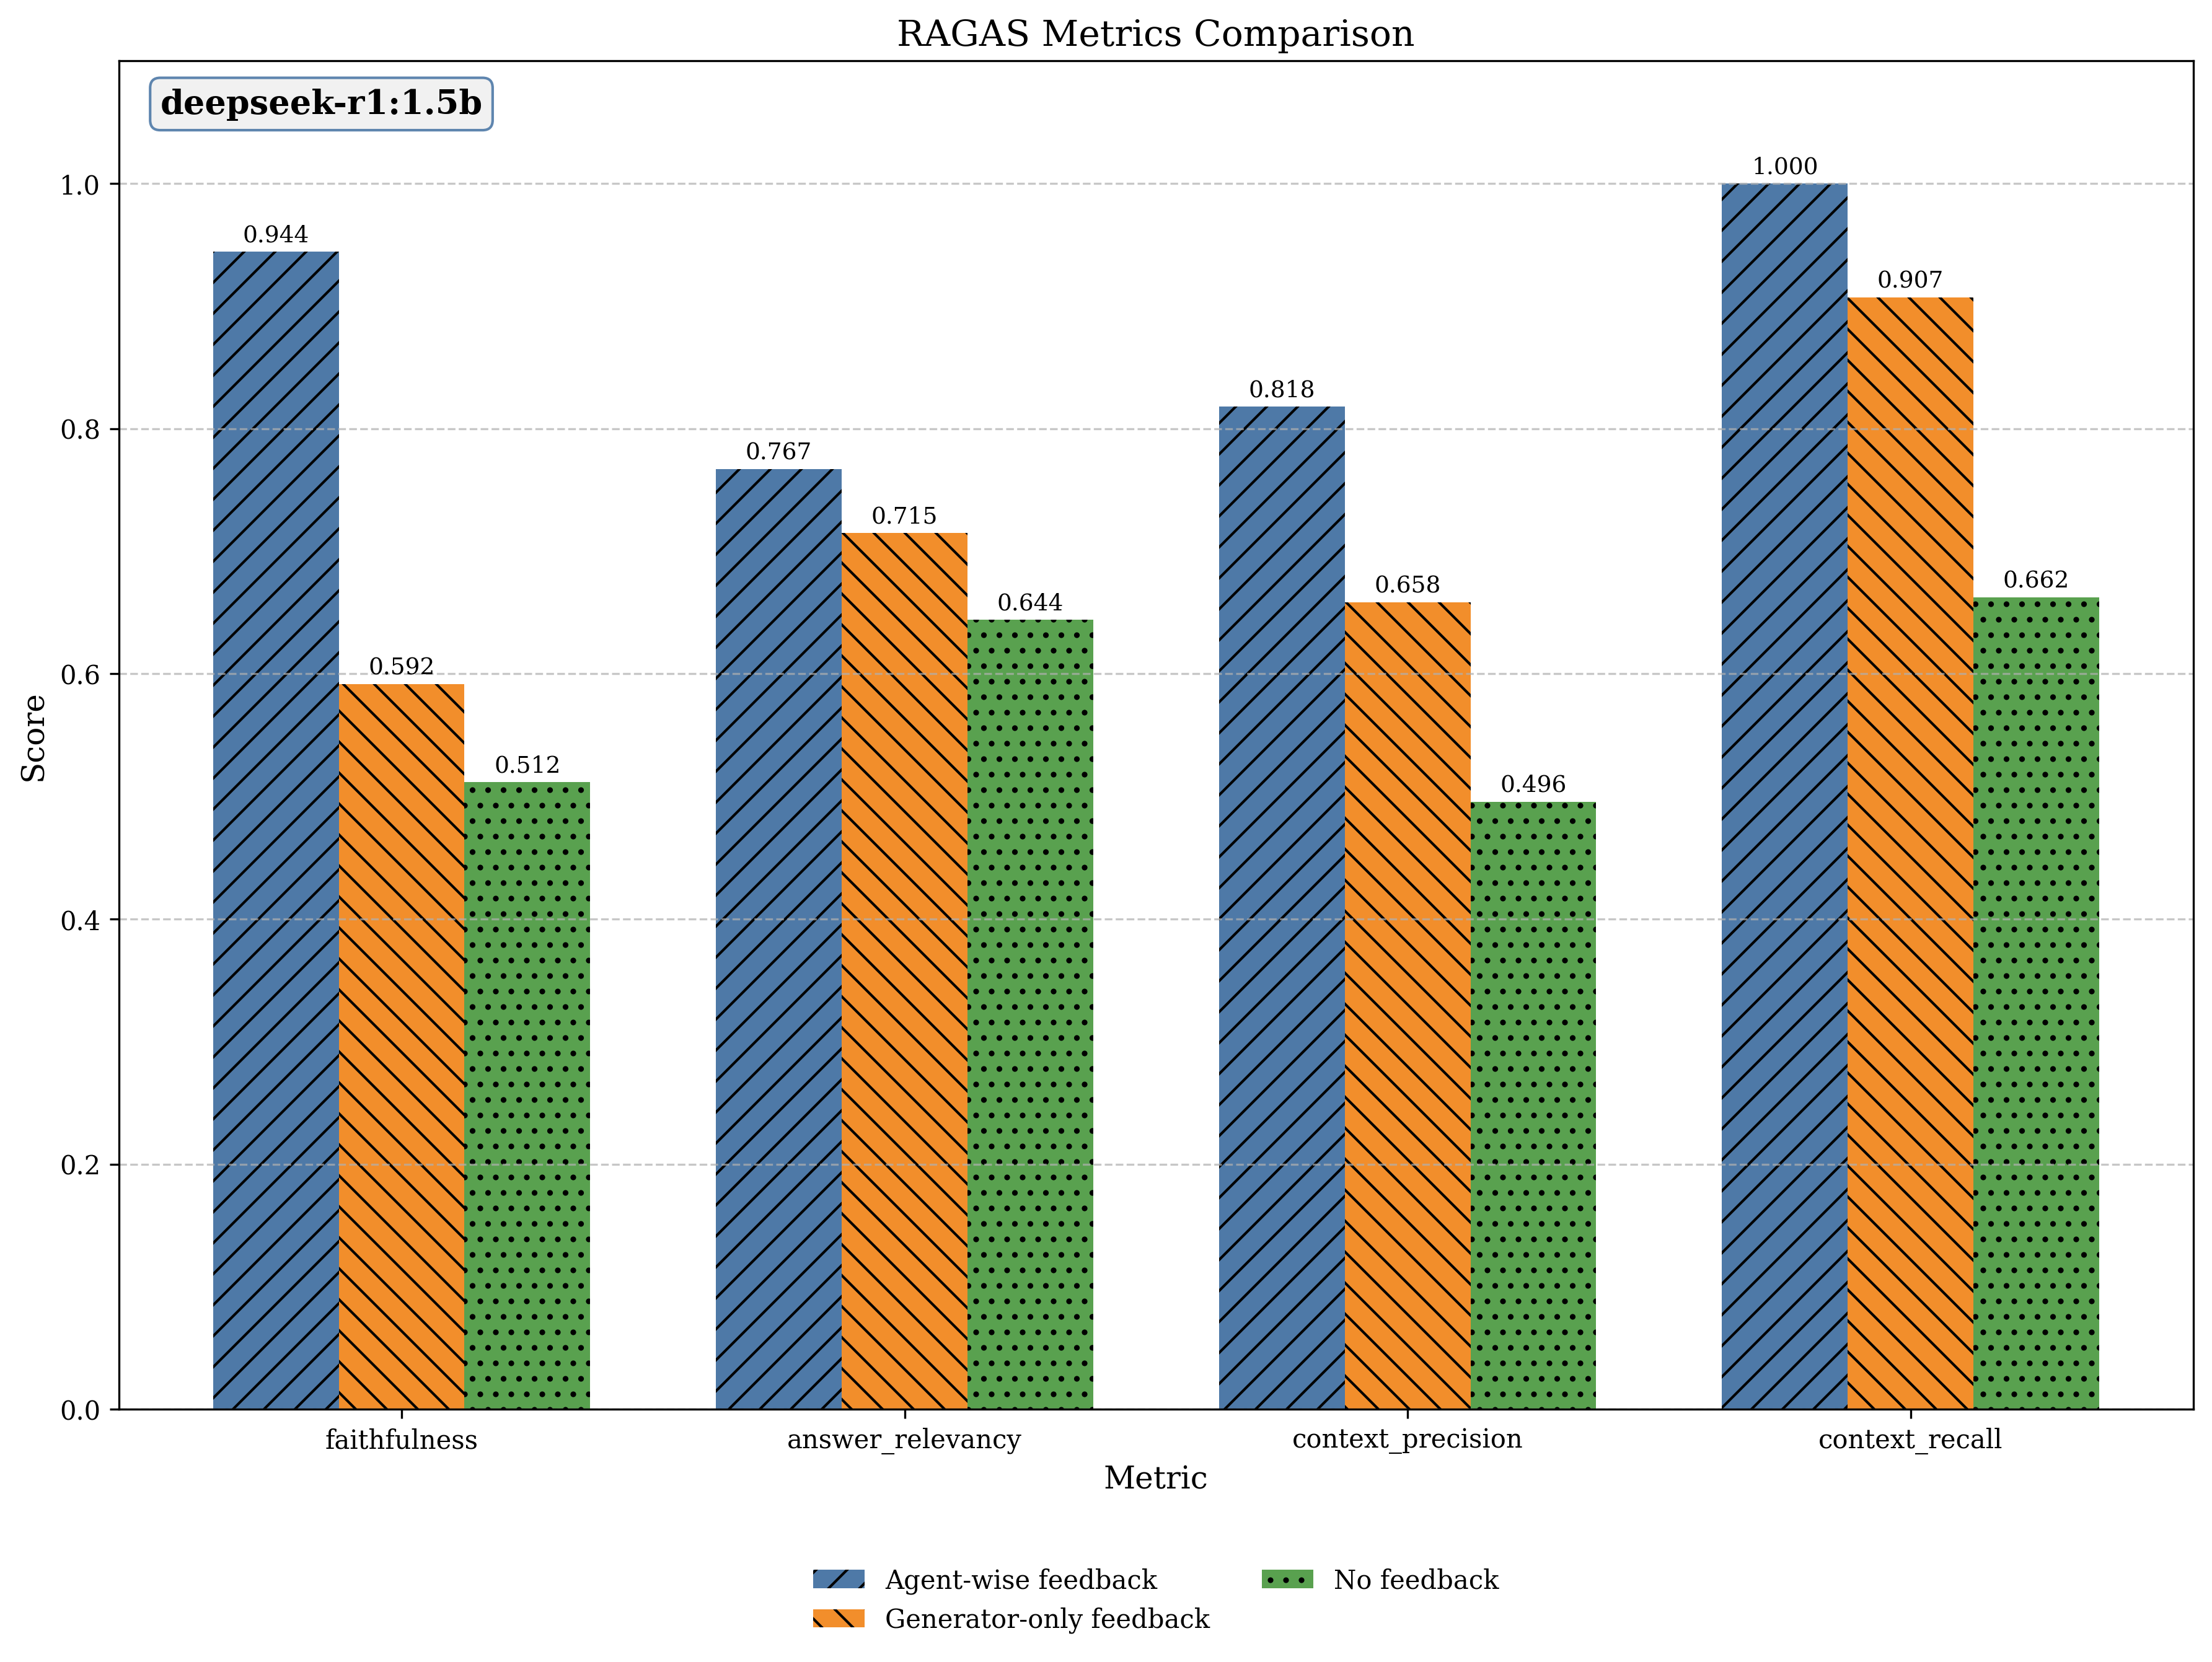 RAGAS Metrics Comparison
deepseek-r1:1.5b
Score
1.0
0.8
0.6
0.4
0.2
0.0
0.944
0.592
0.512
0.767
0.715
0.644
0.818
0.658
0.496
1.000
0.907
0.662
faithfulness
answer_relevancy
context_precision
context_recall
Metric
Agent-wise feedback
Generator-only feedback
No feedback